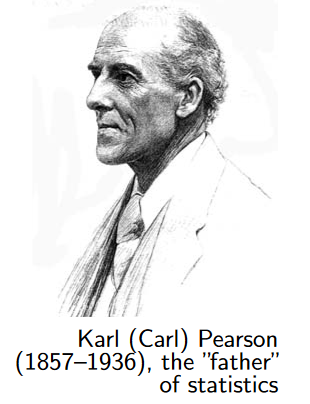 Karl (Carl) Pearson
(1857–1936), the ”father”
of statistics